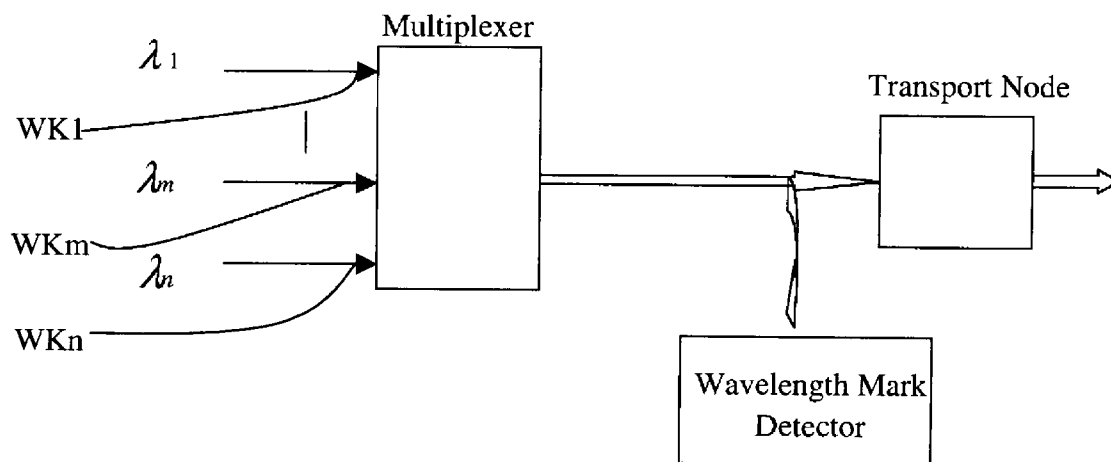 Multiplexer
λ1
Transport Node
WK1
λm
WKm
λn
WKn
Wavelength Mark
Detector